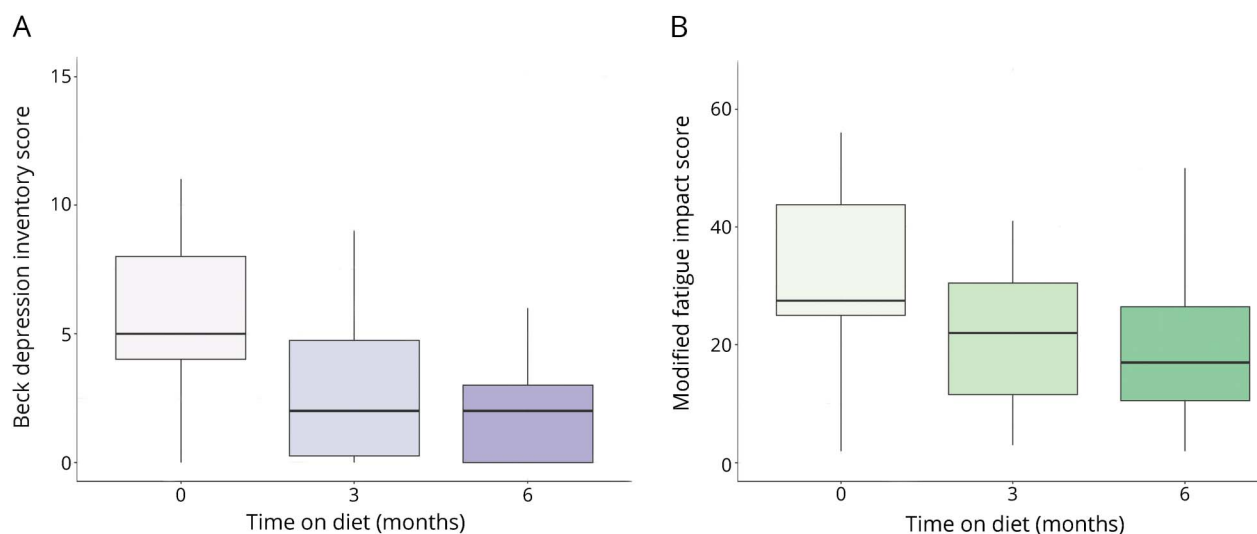 A
Beck depression inventory score
15
10
5
0
0 3 6
Time on diet (months)
B
Modified fatigue impact score
60
40
20
0
0 3 6
Time on diet (months)